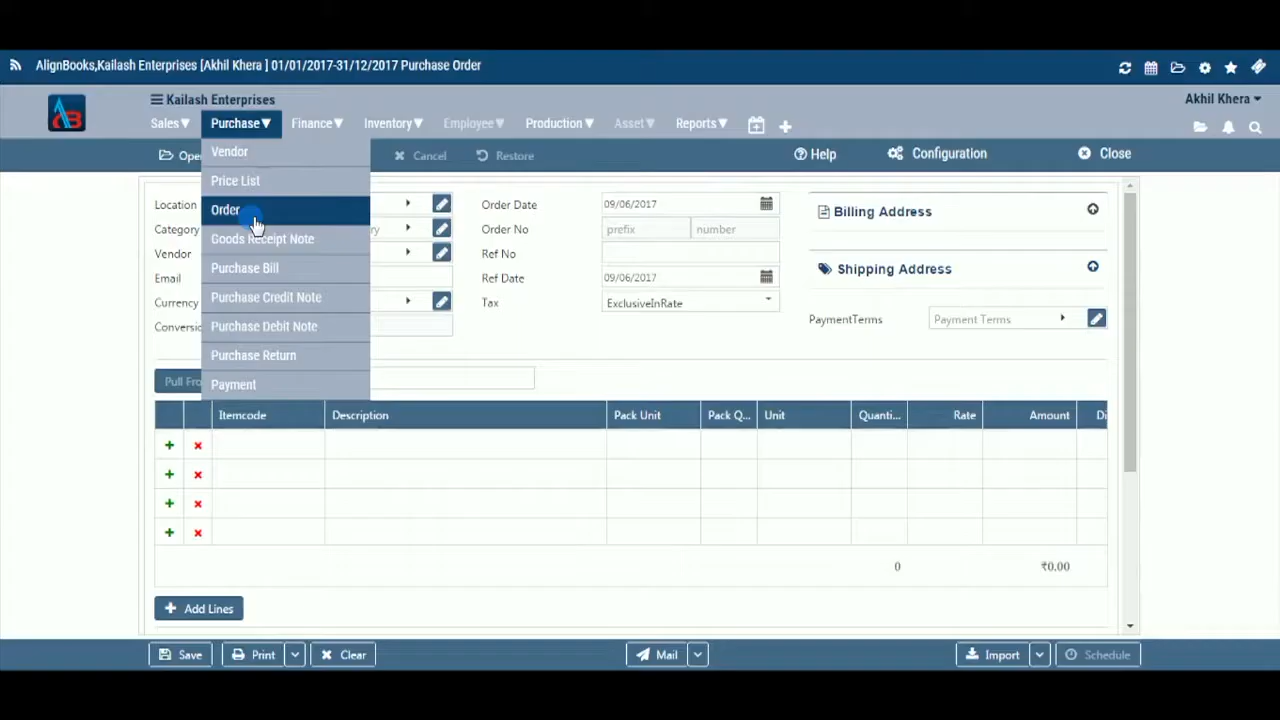 AlignBooks,Kailash Enterprises [Akhil Khera ] 01/01/2017-31/12/2017 Purchase Order
Kailash Enterprises
Akhil Khera
Sales Purchase Finance Inventory Employee Production Asset Reports
Vendor
Price List
Order
Goods Receipt Note
Purchase Bill
Purchase Credit Note
Purchase Debit Note
Purchase Return
Payment
Cancel Restore Help Configuration Close
Location
Category
Vendor
Email
Currency
Order Date 09/06/2017
Order No prefix number
Ref No
Ref Date 09/06/2017
Tax ExclusiveInRate
Billing Address
Shipping Address
PaymentTerms Payment Terms
Itemcode Description Pack Unit Pack Q... Unit Quanti... Rate Amount Di
0 ₹0.00
Add Lines
Save Print Clear Mail Import Schedule